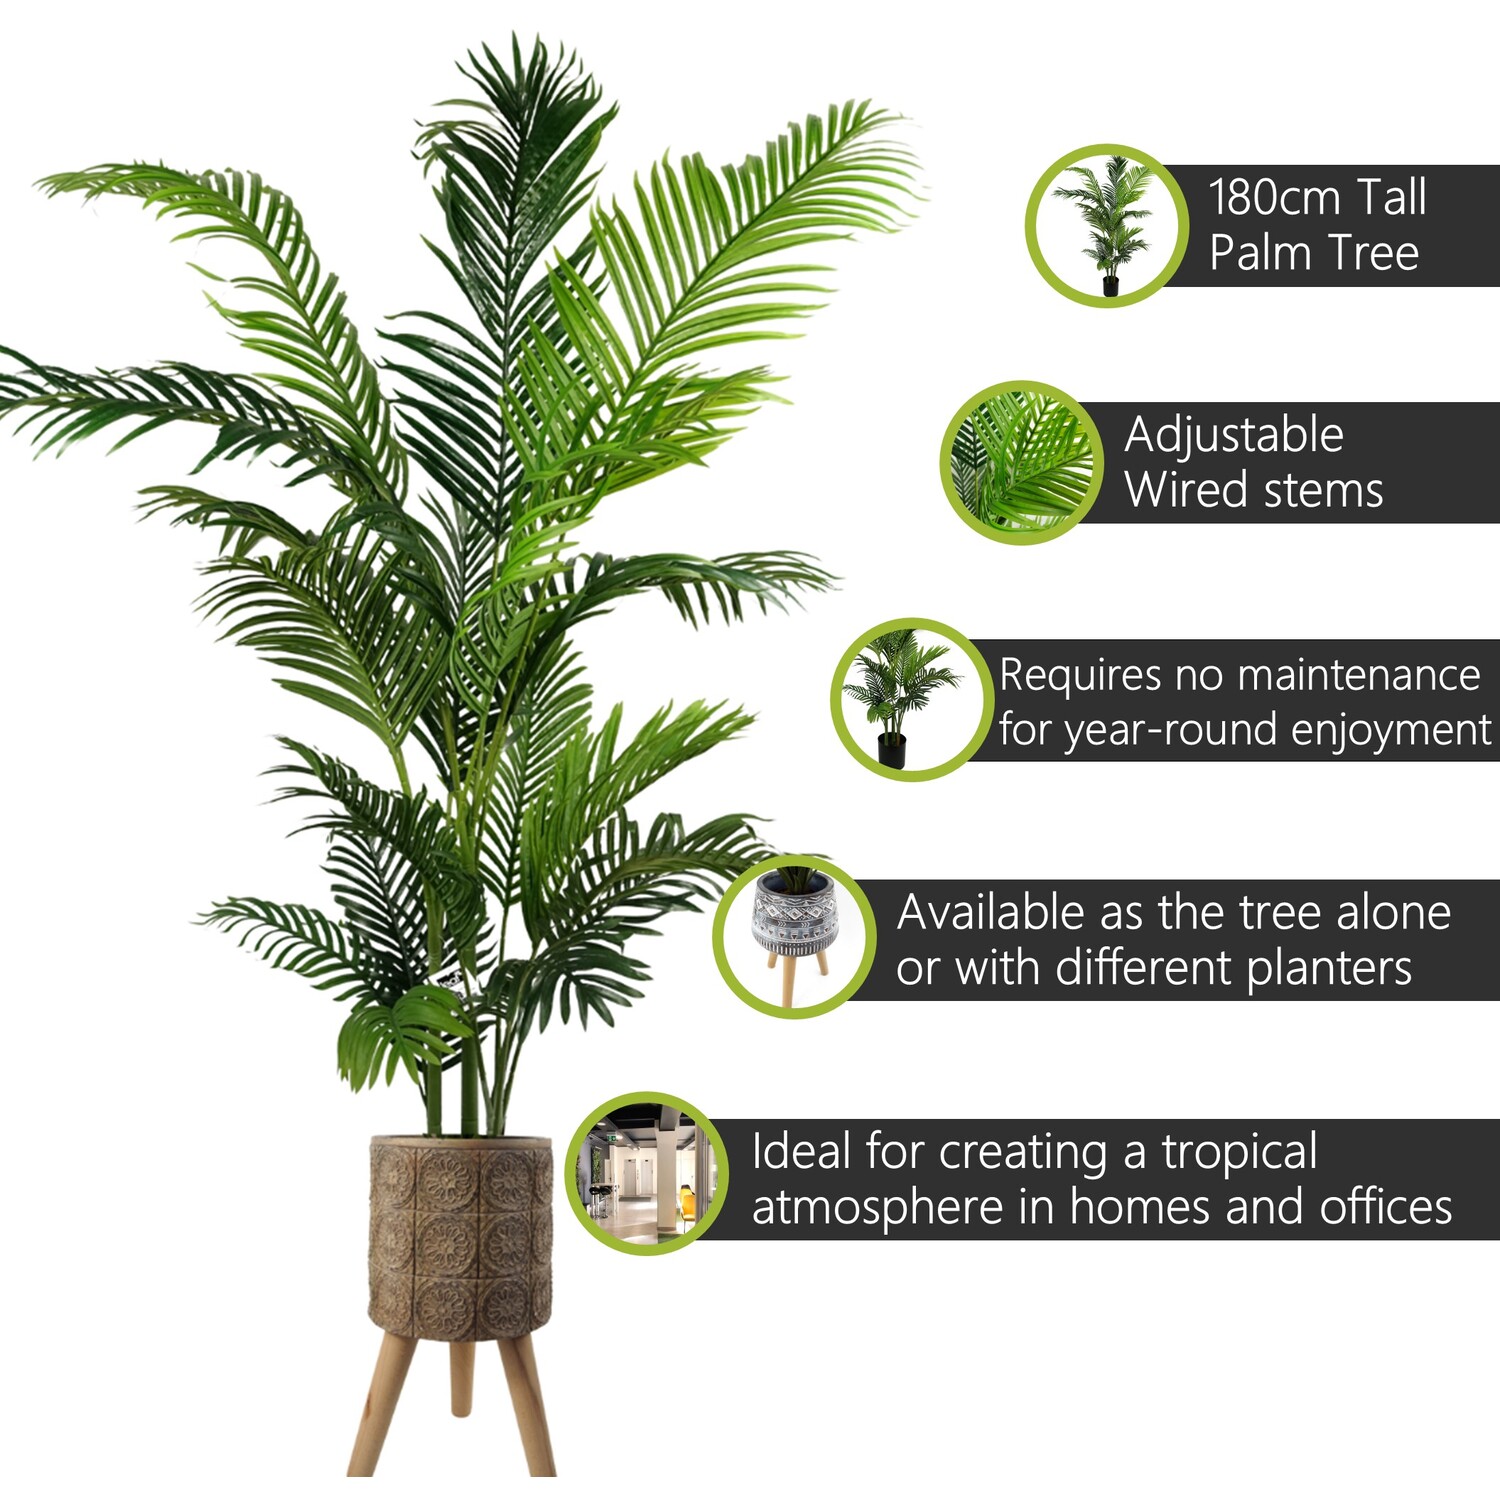 180cm Tall
Palm Tree
Adjustable
Wired stems
Requires no maintenance
for year-round enjoyment
Available as the tree alone
or with different planters
Ideal for creating a tropical
atmosphere in homes and offices